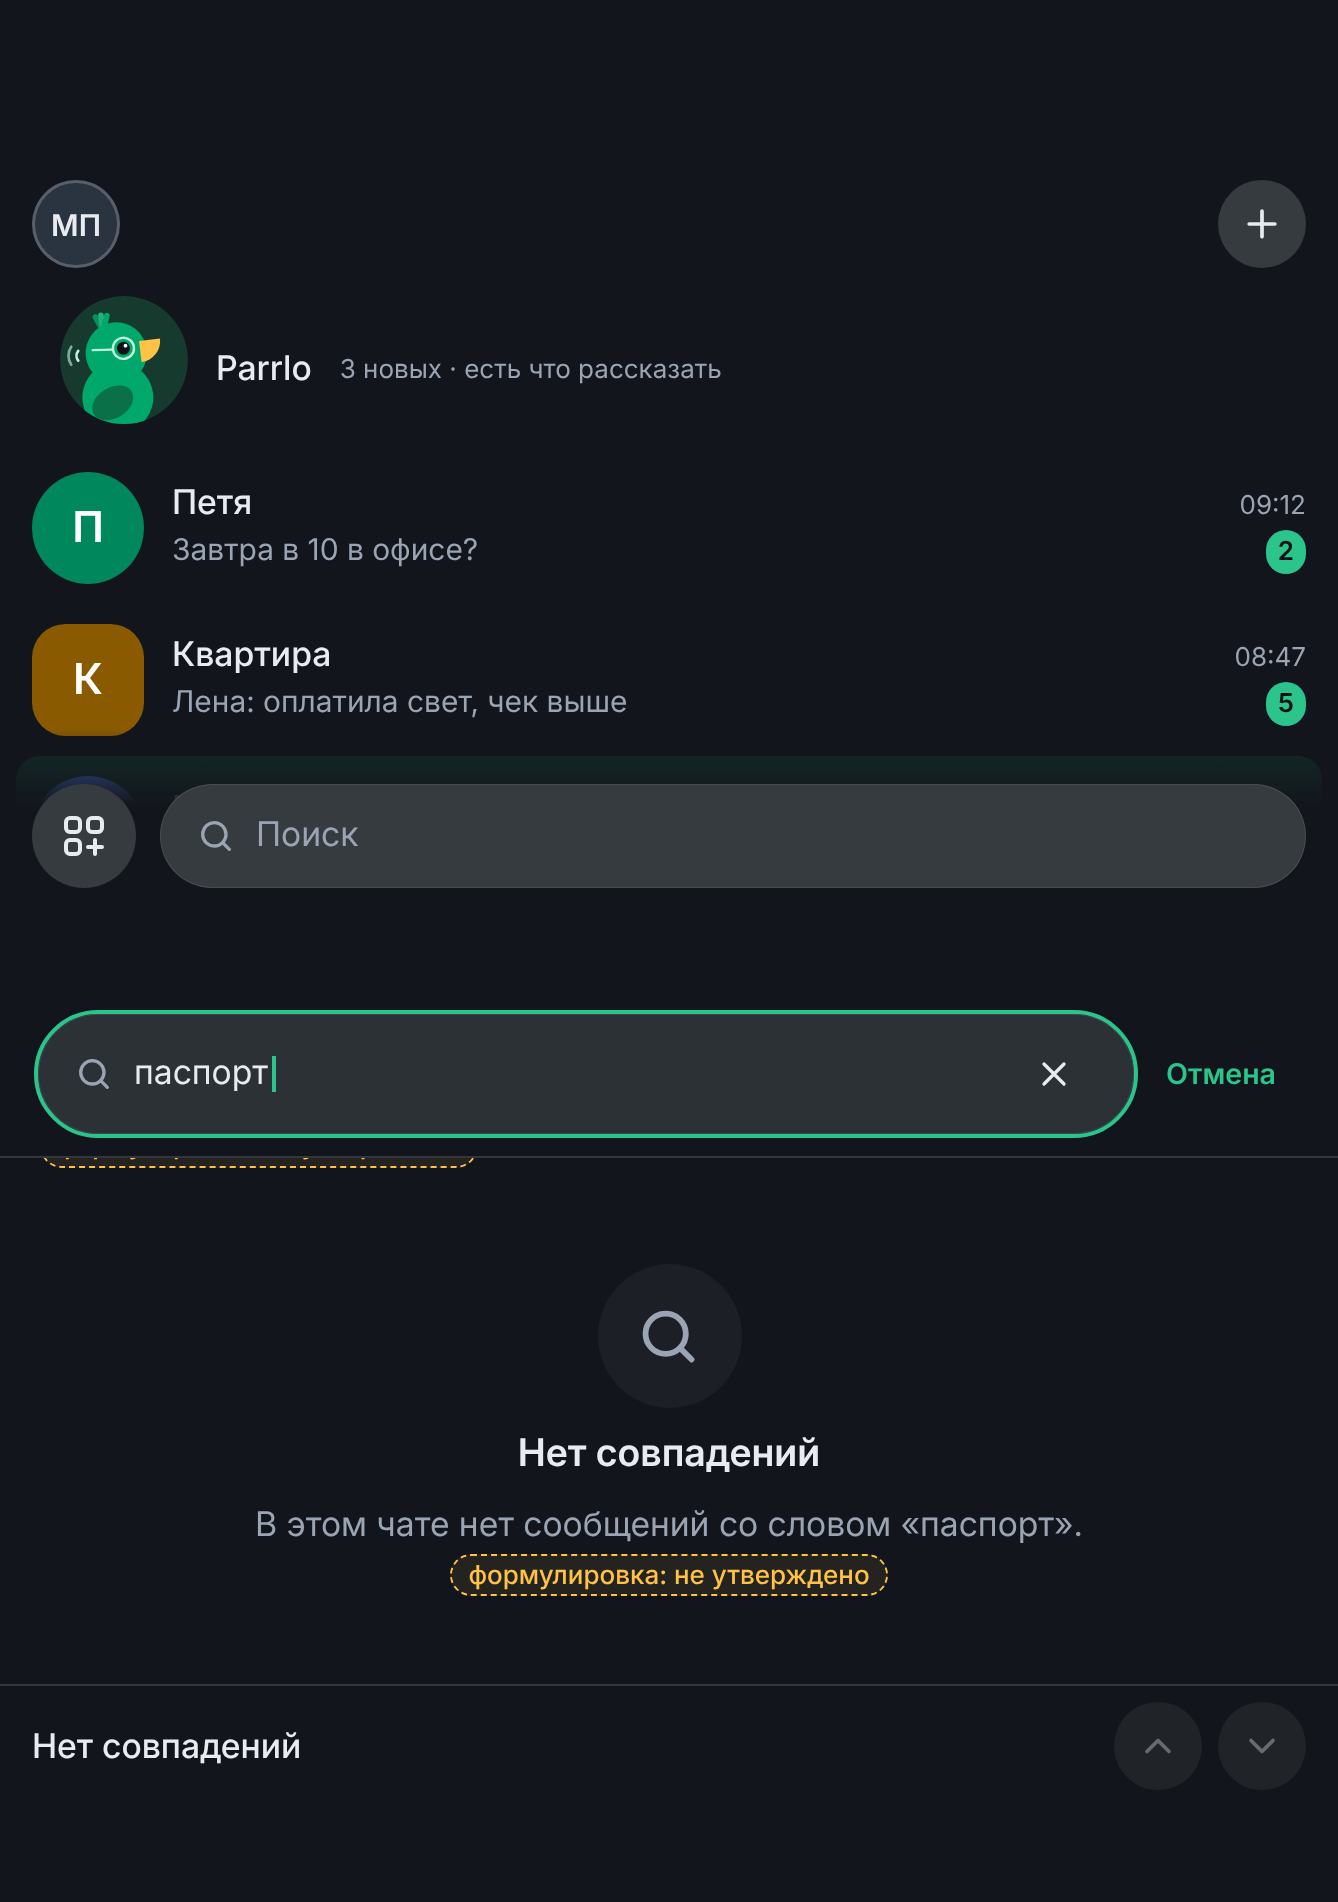 МП
Parrlo 3 новых · есть что рассказать
П
Петя 09:12
Завтра в 10 в офисе? 2
К
Квартира 08:47
Лена: оплатила свет, чек выше 5
Поиск
паспорт Отмена
Нет совпадений
В этом чате нет сообщений со словом «паспорт».
формулировка: не утверждено
Нет совпадений